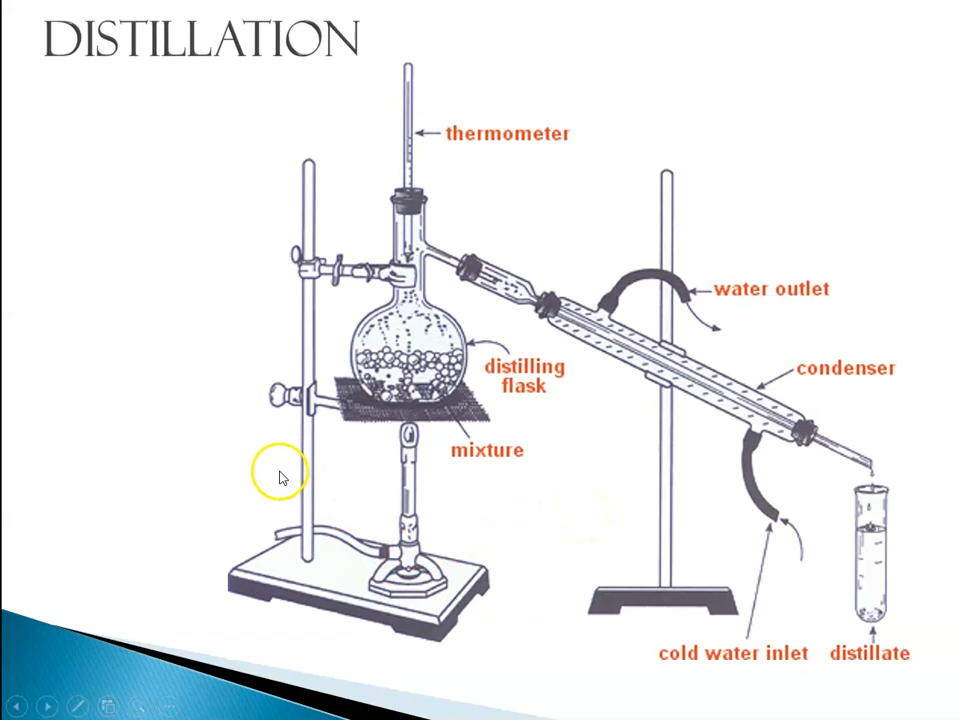 DISTILLATION
thermometer
water outlet
distilling
flask
condenser
mixture
cold water inlet
distillate